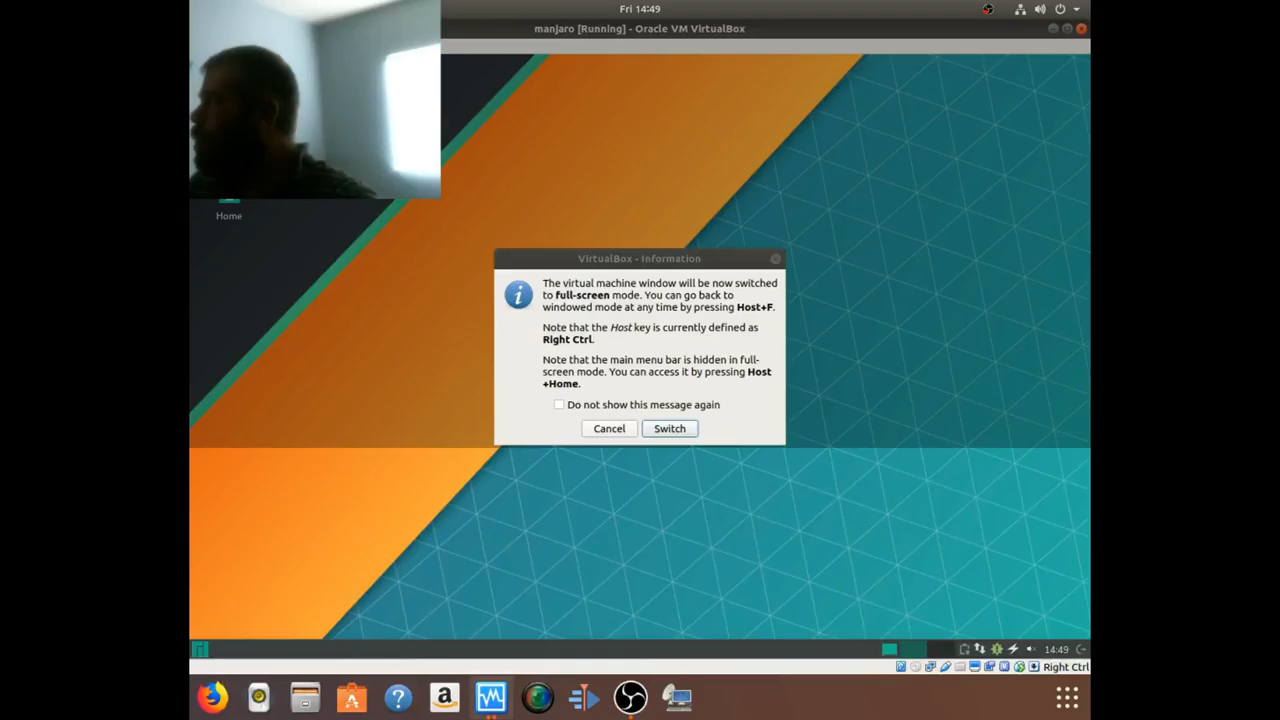 Fri 14:49
manjaro [Running] - Oracle VM VirtualBox
Home
VirtualBox - Information
The virtual machine window will be now switched
to full-screen mode. You can go back to
windowed mode at any time by pressing Host+F.
Note that the Host key is currently defined as
Right Ctrl.
Note that the main menu bar is hidden in full-
screen mode. You can access it by pressing Host
+Home.
Do not show this message again
Cancel
Switch
14:49
Right Ctrl